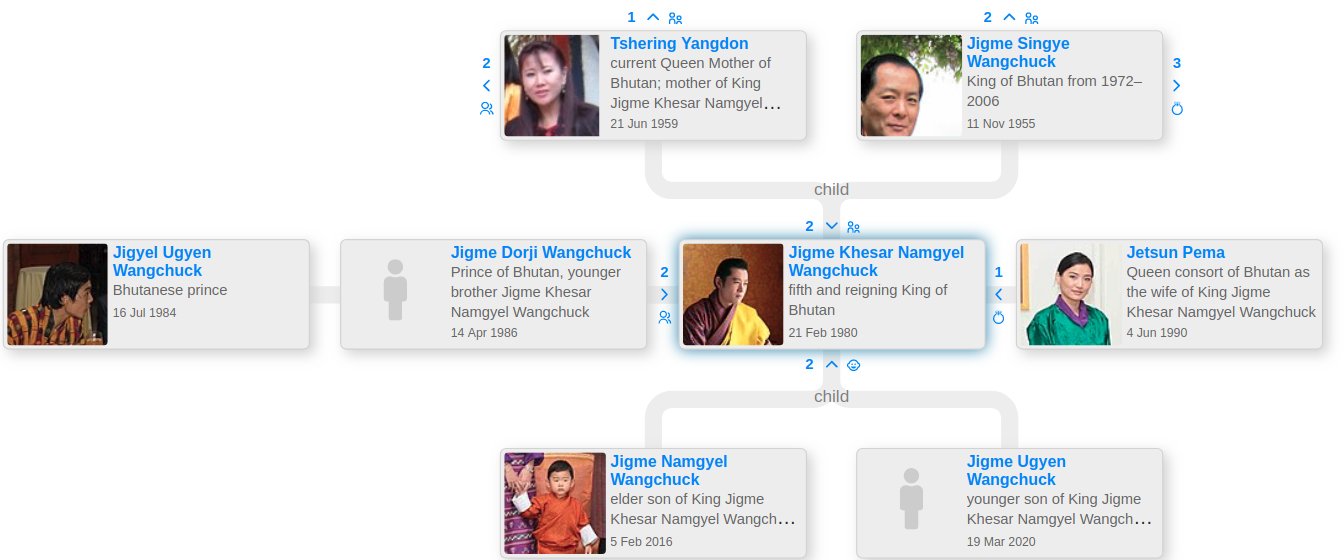 1
2
Tshering Yangdon
current Queen Mother of
Bhutan; mother of King
Jigme Khesar Namgyel...
21 Jun 1959
2
Jigme Singye
Wangchuck
King of Bhutan from 1972–
2006
11 Nov 1955
3
child
2
Jigyel Ugyen
Wangchuck
Bhutanese prince
16 Jul 1984
Jigme Dorji Wangchuck
Prince of Bhutan, younger
brother Jigme Khesar
Namgyel Wangchuck
14 Apr 1986
2
Jigme Khesar Namgyel
Wangchuck
fifth and reigning King of
Bhutan
21 Feb 1980
1
Jetsun Pema
Queen consort of Bhutan as
the wife of King Jigme
Khesar Namgyel Wangchuck
4 Jun 1990
2
child
Jigme Namgyel
Wangchuck
elder son of King Jigme
Khesar Namgyel Wangch...
5 Feb 2016
Jigme Ugyen
Wangchuck
younger son of King Jigme
Khesar Namgyel Wangch...
19 Mar 2020